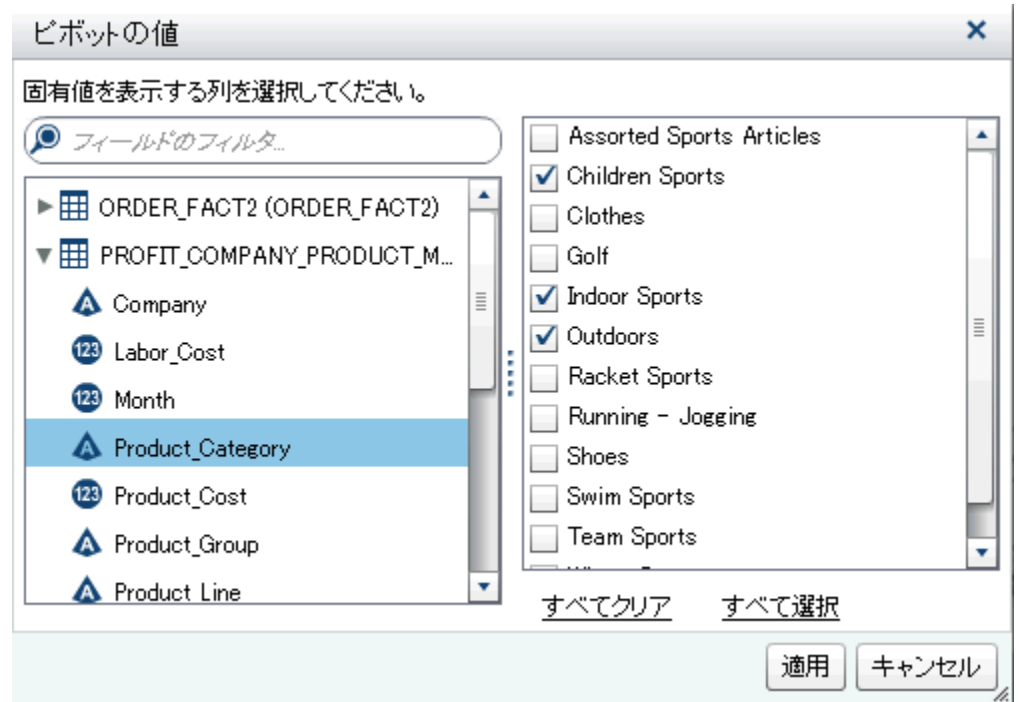 ピボットの値
固有値を表示する列を選択してください。
フィールドのフィルタ...
ORDER_FACT2 (ORDER_FACT2)
PROFIT_COMPANY_PRODUCT_M...
Company
123 Labor_Cost
123 Month
Product_Category
123 Product_Cost
Product_Group
Product Line
Assorted Sports Articles
Children Sports
Clothes
Golf
Indoor Sports
Outdoors
Racket Sports
Running - Jogging
Shoes
Swim Sports
Team Sports
すべてクリア すべて選択
適用 キャンセル